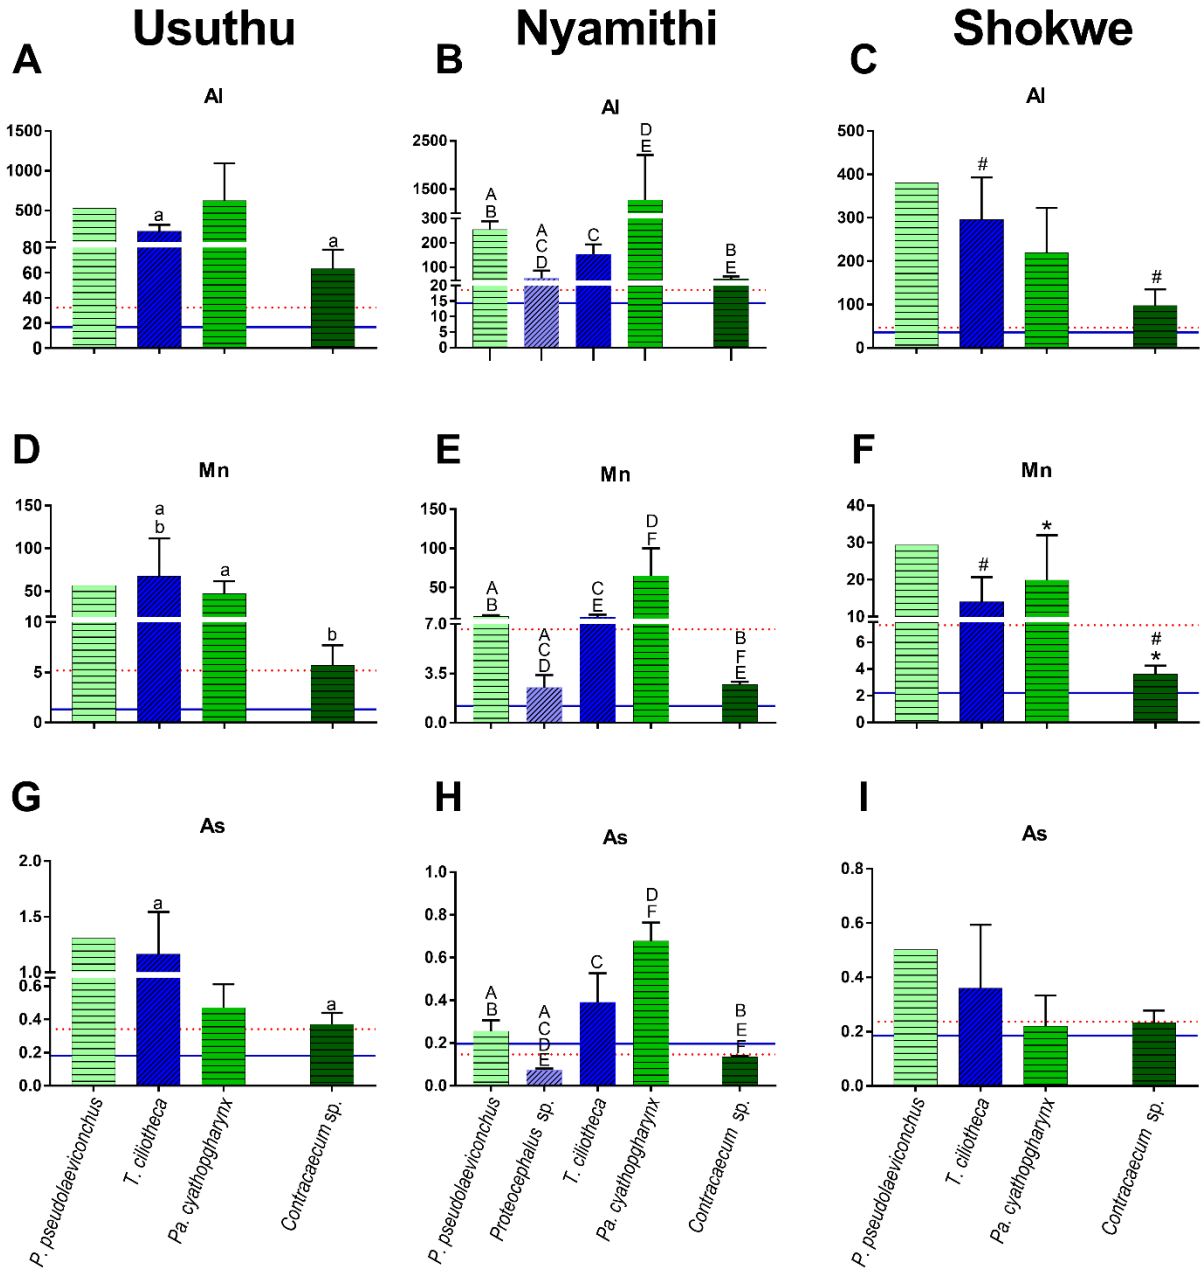 Usuthu Nyamithi Shokwe
A B C
Al Al Al
1500
1000
500
80
60
40
20
0
a
a
2500
1500
300
200
100
20
15
10
5
0
A
B
A
C
D
C
D
E
B
E
500
400
300
200
100
0
#
#
D E F
Mn Mn Mn
150
100
50
10
5
0
a
b
a
b
150
100
50
7.0
3.5
0.0
A
B
A
C
D
C
E
D
F
B
F
E
40
30
20
10
8
6
4
2
0
#
*
#
*
G H I
As As As
2.0
1.5
1.0
0.6
0.4
0.2
0.0
a
a
1.0
0.8
0.6
0.4
0.2
0.0
A
B
A
C
D
E
C
D
F
B
E
F
0.8
0.6
0.4
0.2
0.0
P. pseudolaeviconchus
T. ciliotheca
Pa. cyathopgharynx
Contracaecum sp.
P. pseudolaeviconchus
Proteocephalus sp.
T. ciliotheca
Pa. cyathopgharynx
Contracaecum sp.
P. pseudolaeviconchus
T. ciliotheca
Pa. cyathopgharynx
Contracaecum sp.